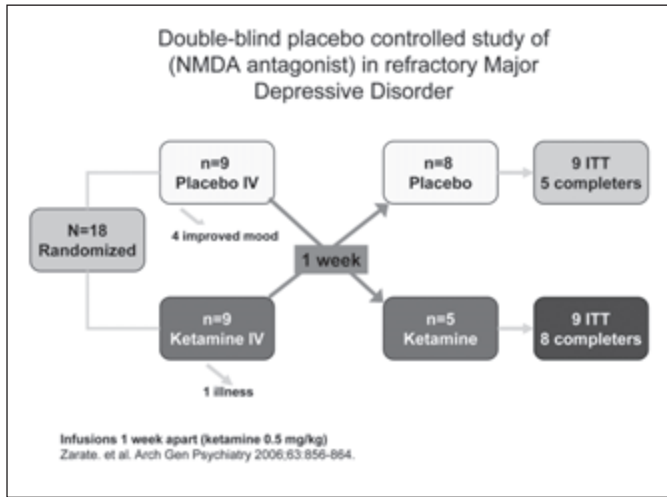 Double-blind placebo controlled study of
(NMDA antagonist) in refractory Major
Depressive Disorder
n=9
Placebo IV
n=8
Placebo
9 ITT
5 completers
4 improved mood
N=18
Randomized
1 week
n=9
Ketamine IV
n=5
Ketamine
9 ITT
8 completers
1 illness
Infusions 1 week apart (ketamine 0.5 mg/kg)
Zarate. et al. Arch Gen Psychiatry 2006;63:856-864.